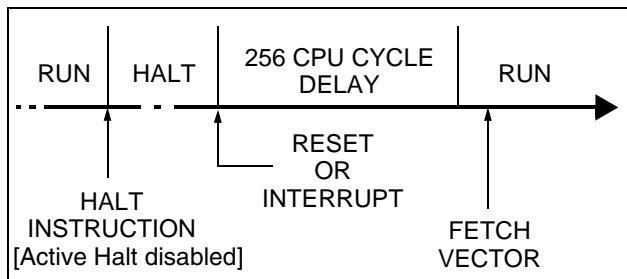 RUN
HALT
256 CPU CYCLE
DELAY
RUN
RESET
OR
INTERRUPT
HALT
INSTRUCTION
[Active Halt disabled]
FETCH
VECTOR